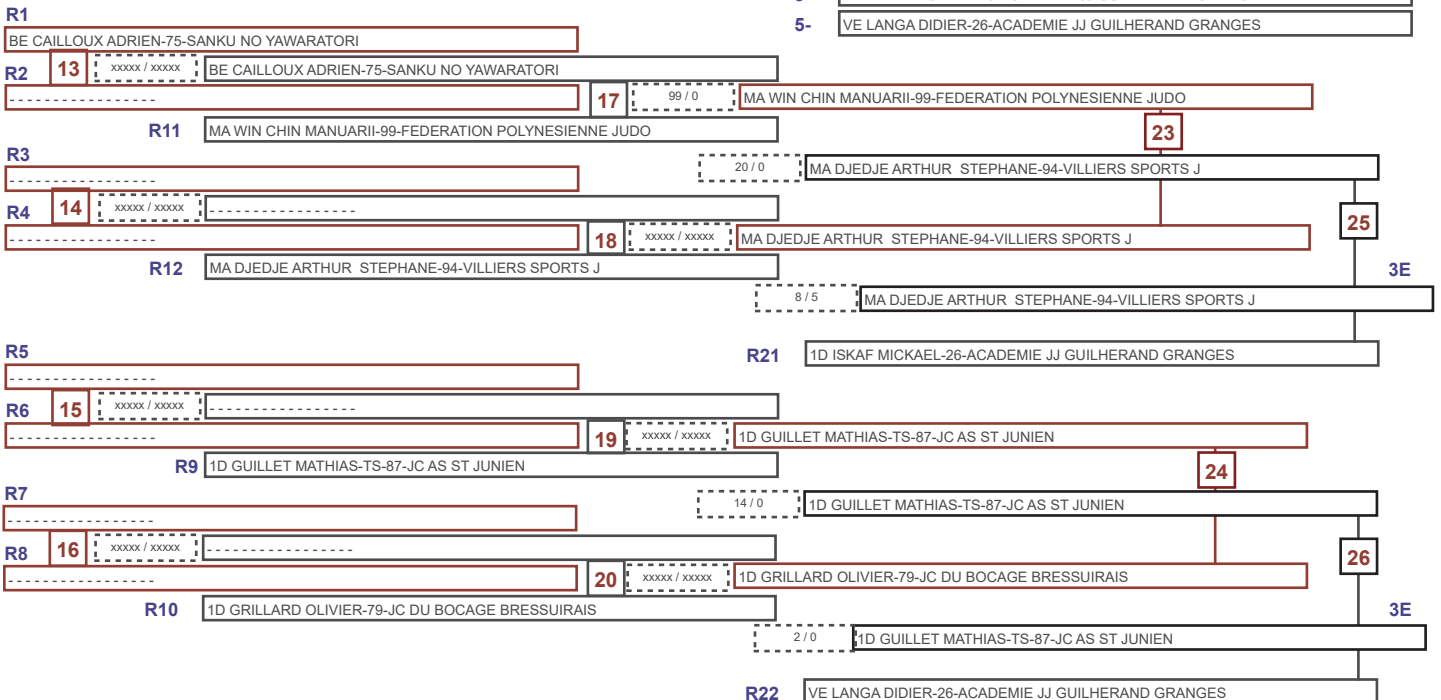 5- VE LANGA DIDIER-26-ACADEMIE JJ GUILHERAND GRANGES
R1
BE CAILLOUX ADRIEN-75-SANKU NO YAWARATORI
R2 13 xxxxx / xxxxx BE CAILLOUX ADRIEN-75-SANKU NO YAWARATORI
- - - - - - - - - - - - - - - - 17 99 / 0 MA WIN CHIN MANUARII-99-FEDERATION POLYNESIENNE JUDO
R11 MA WIN CHIN MANUARII-99-FEDERATION POLYNESIENNE JUDO 23
R3
- - - - - - - - - - - - - - - - 20 / 0 MA DJEDJE ARTHUR  STEPHANE-94-VILLIERS SPORTS J
R4 14 xxxxx / xxxxx - - - - - - - - - - - - - - - - 25
- - - - - - - - - - - - - - - - 18 xxxxx / xxxxx MA DJEDJE ARTHUR  STEPHANE-94-VILLIERS SPORTS J
R12 MA DJEDJE ARTHUR  STEPHANE-94-VILLIERS SPORTS J 3E
8 / 5 MA DJEDJE ARTHUR  STEPHANE-94-VILLIERS SPORTS J
R5 R21 1D ISKAF MICKAEL-26-ACADEMIE JJ GUILHERAND GRANGES
- - - - - - - - - - - - - - - -
R6 15 xxxxx / xxxxx - - - - - - - - - - - - - - - -
- - - - - - - - - - - - - - - - 19 xxxxx / xxxxx 1D GUILLET MATHIAS-TS-87-JC AS ST JUNIEN
R9 1D GUILLET MATHIAS-TS-87-JC AS ST JUNIEN 24
R7
- - - - - - - - - - - - - - - - 14 / 0 1D GUILLET MATHIAS-TS-87-JC AS ST JUNIEN
R8 16 xxxxx / xxxxx - - - - - - - - - - - - - - - - 26
- - - - - - - - - - - - - - - - 20 xxxxx / xxxxx 1D GRILLARD OLIVIER-79-JC DU BOCAGE BRESSUIRAIS
R10 1D GRILLARD OLIVIER-79-JC DU BOCAGE BRESSUIRAIS 3E
2 / 0 1D GUILLET MATHIAS-TS-87-JC AS ST JUNIEN
R22 VE LANGA DIDIER-26-ACADEMIE JJ GUILHERAND GRANGES